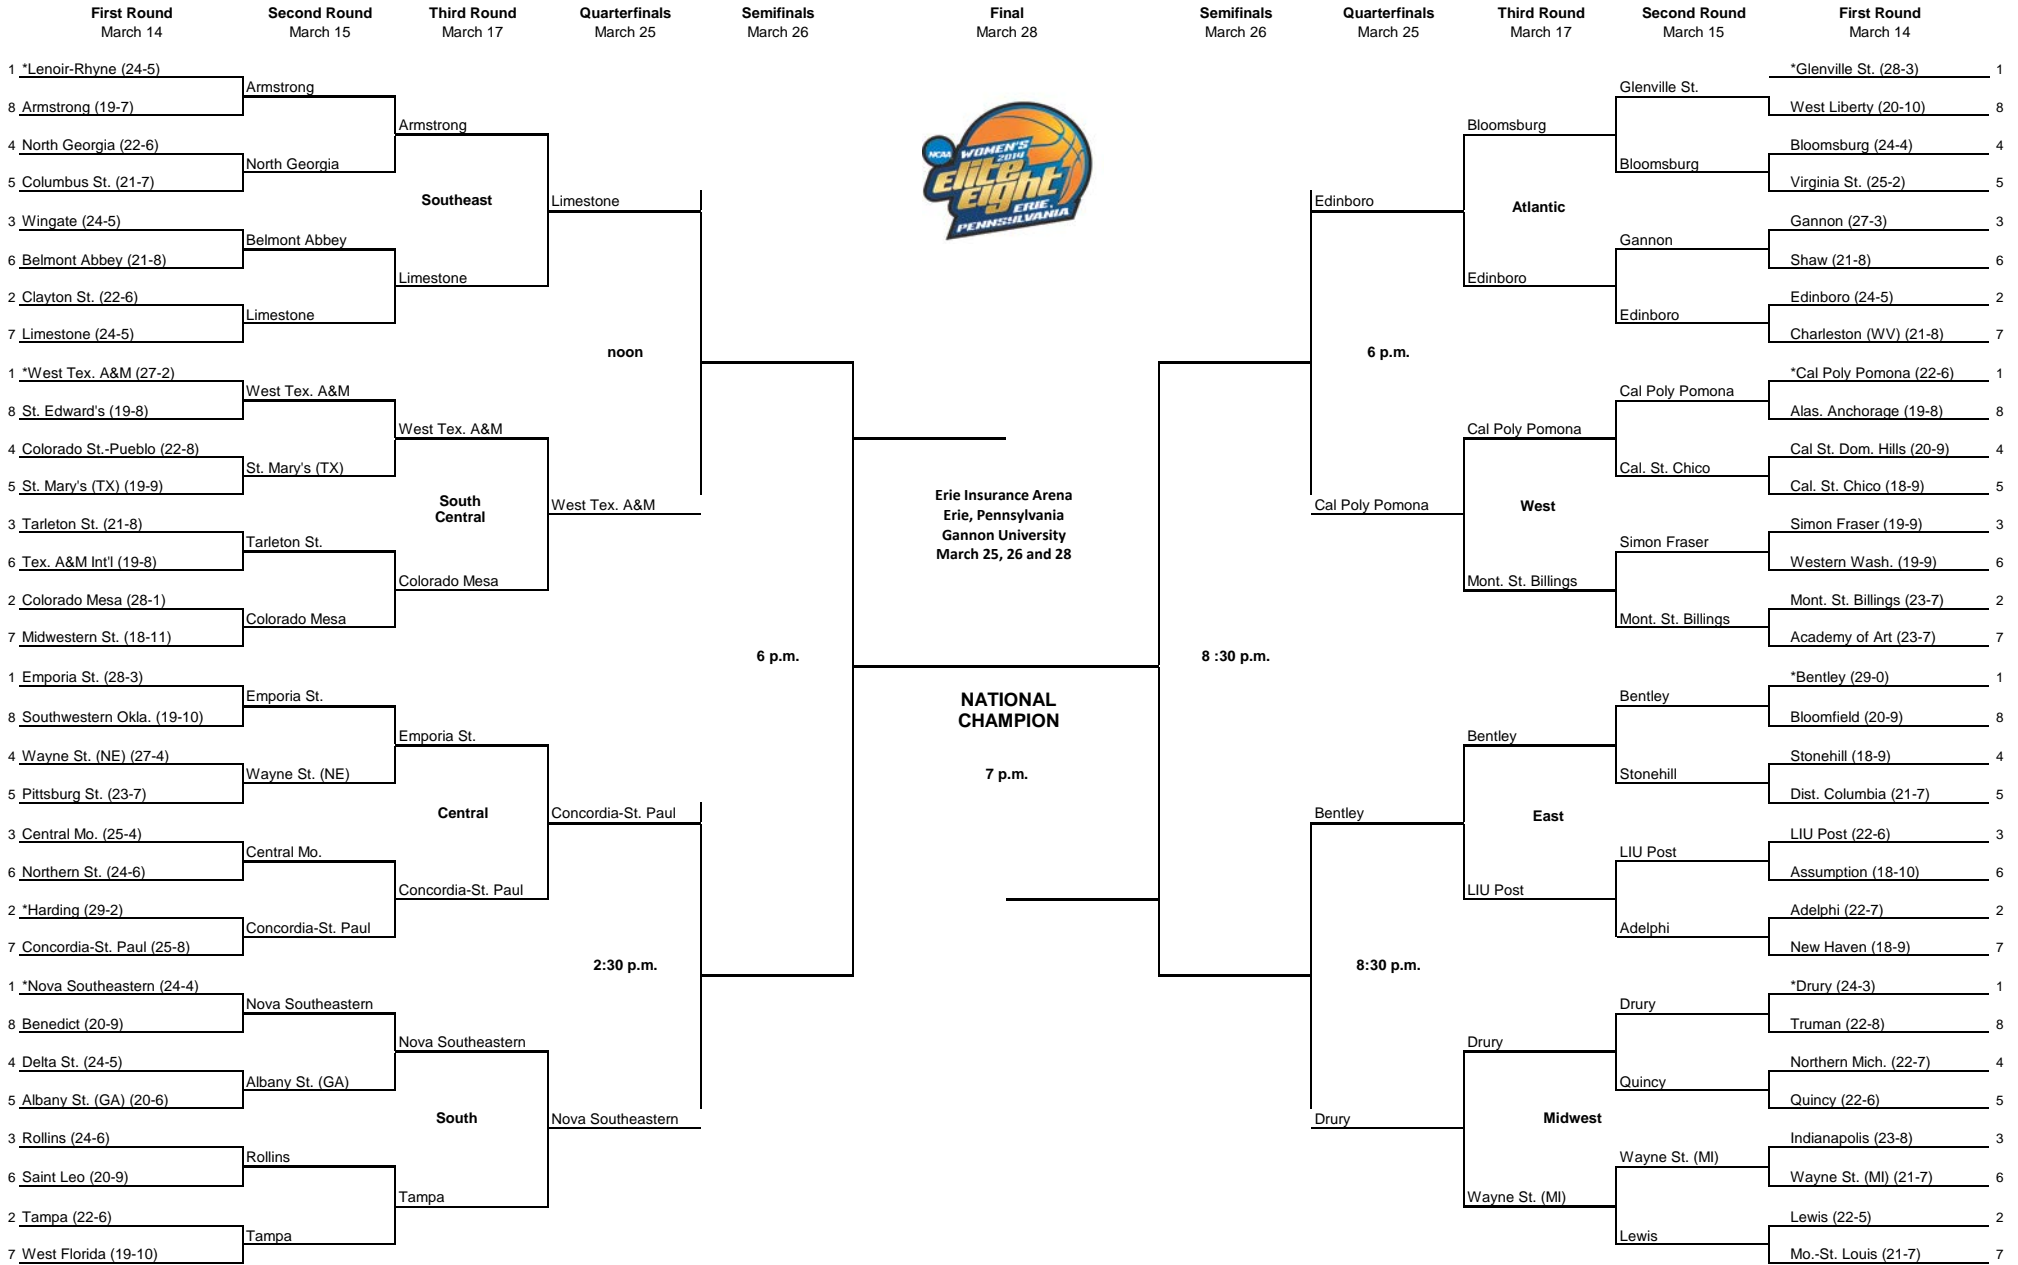 First Round
March 14
Second Round
March 15
Third Round
March 17
Quarterfinals
March 25
Semifinals
March 26
Final
March 28
Semifinals
March 26
Quarterfinals
March 25
Third Round
March 17
Second Round
March 15
First Round
March 14
1 *Lenoir-Rhyne (24-5)
8 Armstrong (19-7)
4 North Georgia (22-6)
5 Columbus St. (21-7)
3 Wingate (24-5)
6 Belmont Abbey (21-8)
2 Clayton St. (22-6)
7 Limestone (24-5)
1 *West Tex. A&M (27-2)
8 St. Edward's (19-8)
4 Colorado St.-Pueblo (22-8)
5 St. Mary's (TX) (19-9)
3 Tarleton St. (21-8)
6 Tex. A&M Int'l (19-8)
2 Colorado Mesa (28-1)
7 Midwestern St. (18-11)
1 Emporia St. (28-3)
8 Southwestern Okla. (19-10)
4 Wayne St. (NE) (27-4)
5 Pittsburg St. (23-7)
3 Central Mo. (25-4)
6 Northern St. (24-6)
2 *Harding (29-2)
7 Concordia-St. Paul (25-8)
1 *Nova Southeastern (24-4)
8 Benedict (20-9)
4 Delta St. (24-5)
5 Albany St. (GA) (20-6)
3 Rollins (24-6)
6 Saint Leo (20-9)
2 Tampa (22-6)
7 West Florida (19-10)
Armstrong
North Georgia
Belmont Abbey
Limestone
West Tex. A&M
St. Mary's (TX)
Tarleton St.
Colorado Mesa
Emporia St.
Wayne St. (NE)
Central Mo.
Concordia-St. Paul
Nova Southeastern
Albany St. (GA)
Rollins
Tampa
Armstrong
Southeast
Limestone
West Tex. A&M
South
Central
Colorado Mesa
Emporia St.
Central
Concordia-St. Paul
Nova Southeastern
South
Tampa
Limestone
noon
West Tex. A&M
Concordia-St. Paul
2:30 p.m.
Nova Southeastern
6 p.m.
NCAA
WOMEN'S
2014
Elite
Eight
ERIE,
PENNSYLVANIA
Erie Insurance Arena
Erie, Pennsylvania
Gannon University
March 25, 26 and 28
NATIONAL
CHAMPION
7 p.m.
8 :30 p.m.
Edinboro
6 p.m.
Cal Poly Pomona
Bentley
8:30 p.m.
Drury
Bloomsburg
Atlantic
Edinboro
Cal Poly Pomona
West
Mont. St. Billings
Bentley
East
LIU Post
Drury
Midwest
Wayne St. (MI)
Glenville St.
Bloomsburg
Gannon
Edinboro
Cal Poly Pomona
Cal. St. Chico
Simon Fraser
Mont. St. Billings
Bentley
Stonehill
LIU Post
Adelphi
Drury
Quincy
Wayne St. (MI)
Lewis
*Glenville St. (28-3) 1
West Liberty (20-10) 8
Bloomsburg (24-4) 4
Virginia St. (25-2) 5
Gannon (27-3) 3
Shaw (21-8) 6
Edinboro (24-5) 2
Charleston (WV) (21-8) 7
*Cal Poly Pomona (22-6) 1
Alas. Anchorage (19-8) 8
Cal St. Dom. Hills (20-9) 4
Cal. St. Chico (18-9) 5
Simon Fraser (19-9) 3
Western Wash. (19-9) 6
Mont. St. Billings (23-7) 2
Academy of Art (23-7) 7
*Bentley (29-0) 1
Bloomfield (20-9) 8
Stonehill (18-9) 4
Dist. Columbia (21-7) 5
LIU Post (22-6) 3
Assumption (18-10) 6
Adelphi (22-7) 2
New Haven (18-9) 7
*Drury (24-3) 1
Truman (22-8) 8
Northern Mich. (22-7) 4
Quincy (22-6) 5
Indianapolis (23-8) 3
Wayne St. (MI) (21-7) 6
Lewis (22-5) 2
Mo.-St. Louis (21-7) 7